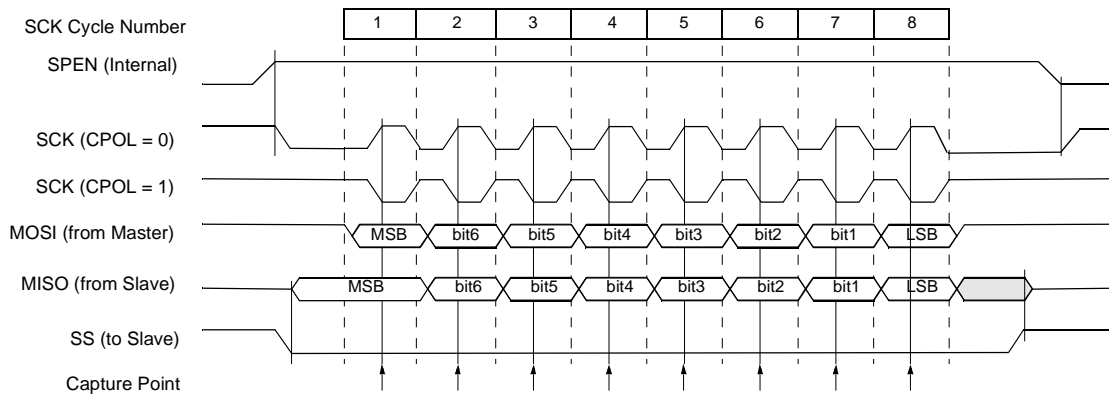 SCK Cycle Number 1 2 3 4 5 6 7 8
SPEN (Internal)
SCK (CPOL = 0)
SCK (CPOL = 1)
MOSI (from Master) MSB bit6 bit5 bit4 bit3 bit2 bit1 LSB
MISO (from Slave) MSB bit6 bit5 bit4 bit3 bit2 bit1 LSB
SS (to Slave)
Capture Point